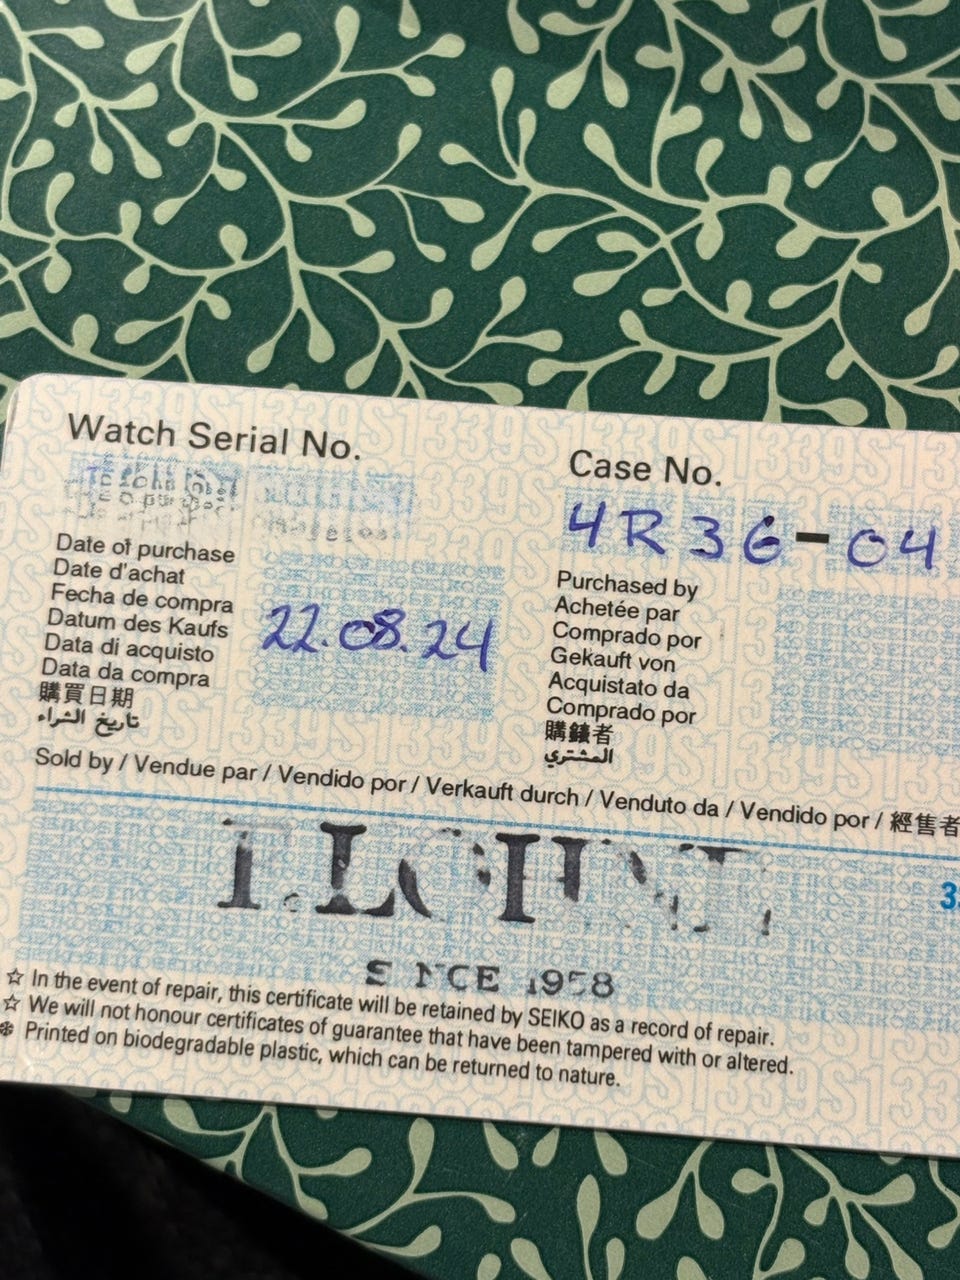 Watch Serial No.
Case No.
4R36-04
Date of purchase
Date d'achat
Fecha de compra
Datum des Kaufs
Data di acquisto
Data da compra
購買日期
تاريخ الشراء
22.08.24
Purchased by
Achetée par
Comprado por
Gekauft von
Acquistato da
Comprado por
المشتري
Sold by / Vendue par / Vendido por / Verkauft durch / Venduto da / Vendido por / 經售者
SINCE 1958
☆ In the event of repair, this certificate will be retained by SEIKO as a record of repair.
☆ We will not honour certificates of guarantee that have been tampered with or altered.
❄ Printed on biodegradable plastic, which can be returned to nature.